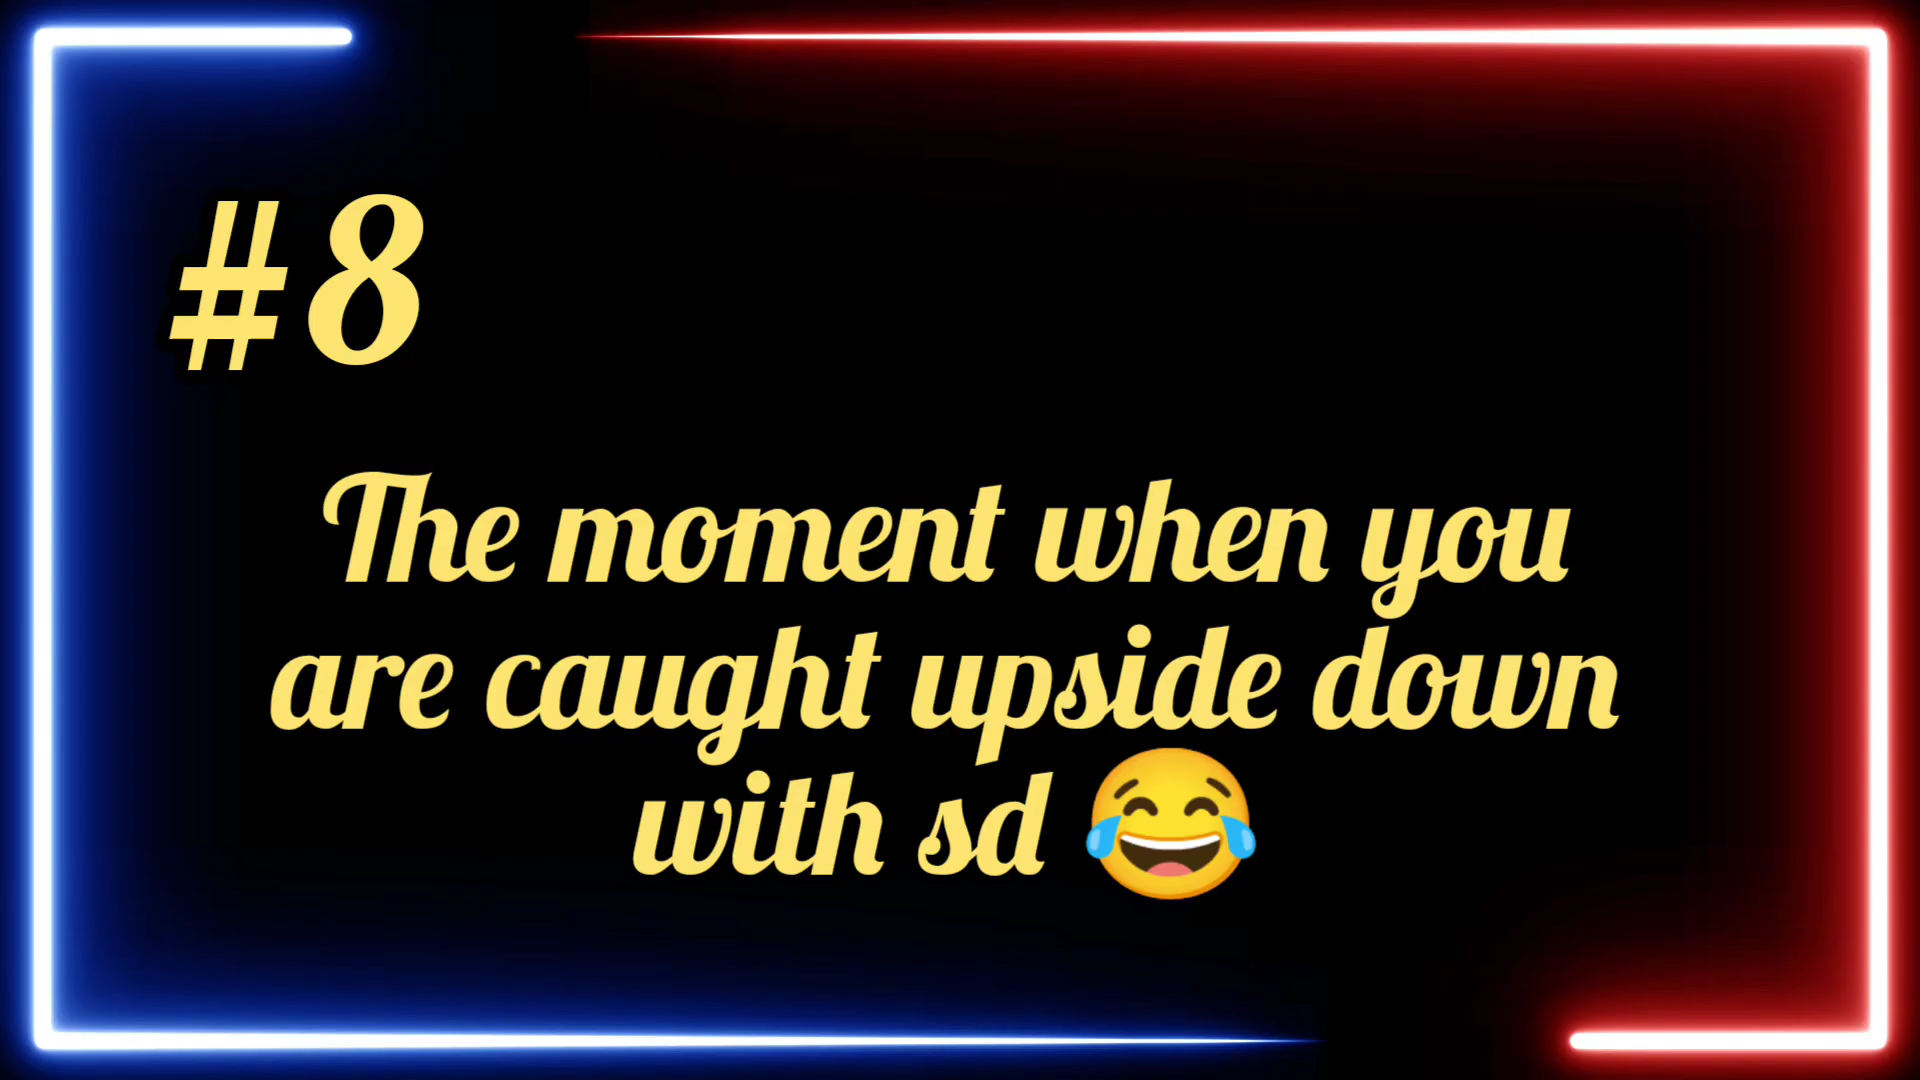 #8
The moment when you
are caught upside down
with sd 😂